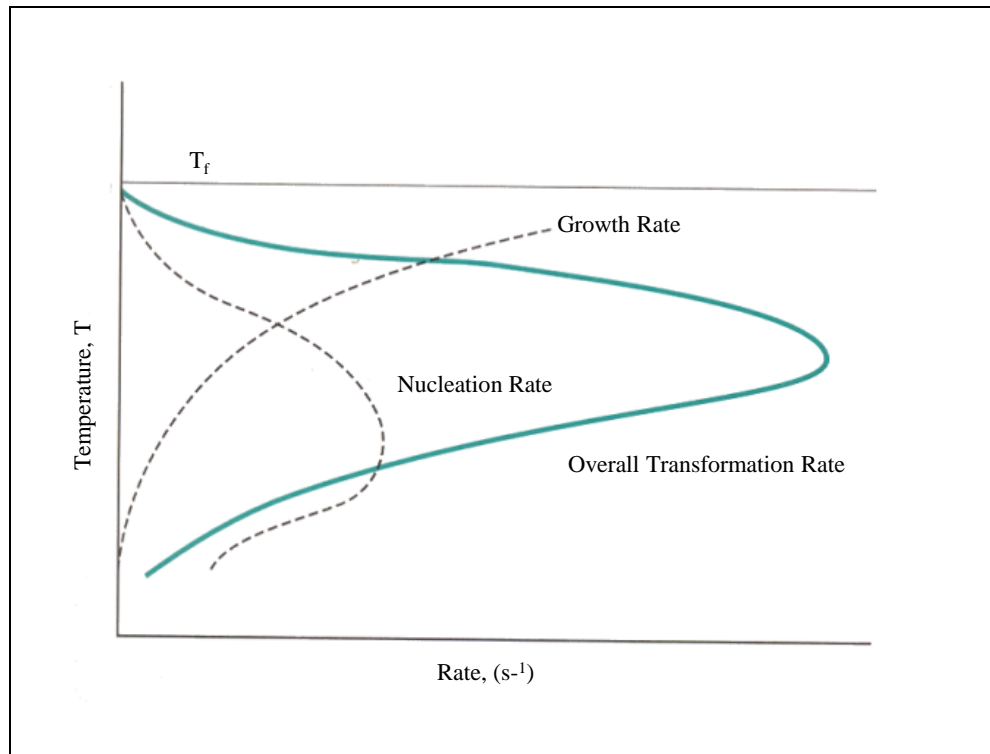 T_f
Growth Rate
Temperature, T
Nucleation Rate
Overall Transformation Rate
Rate, (s-¹)